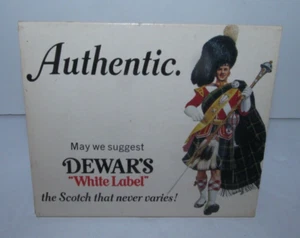 Authentic.
May we suggest
DEWAR'S
"White Label"
the Scotch that never varies!